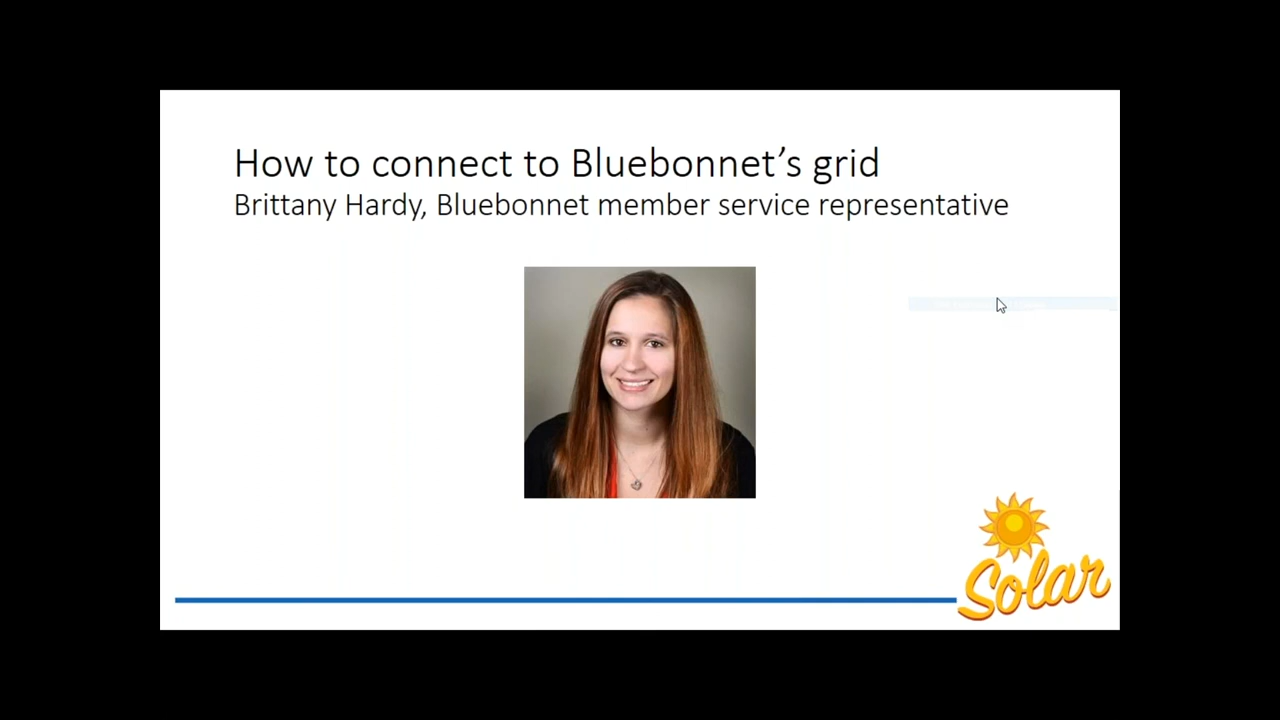 How to connect to Bluebonnet’s grid
Brittany Hardy, Bluebonnet member service representative
Solar